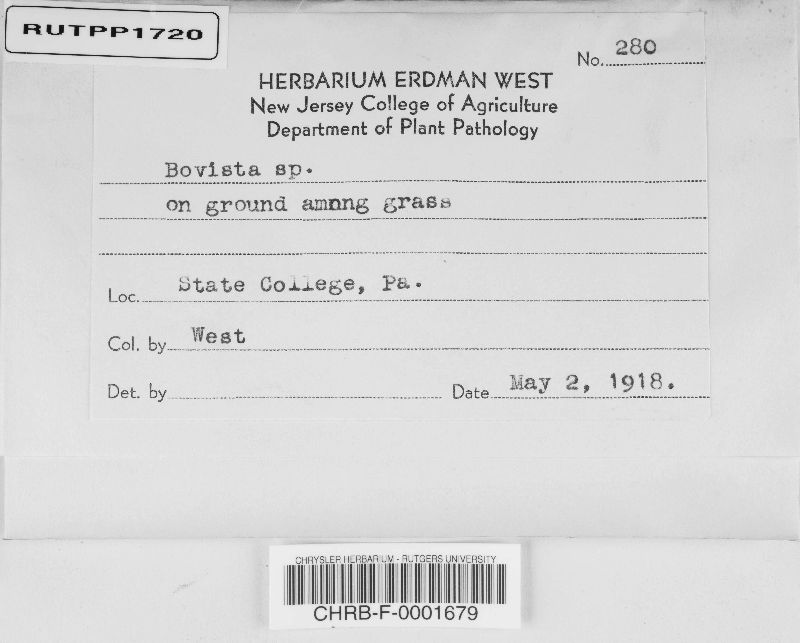 RUTPP1720
No. 280
HERBARIUM ERDMAN WEST
New Jersey College of Agriculture
Department of Plant Pathology
Bovista sp.
on ground amnng grass
Loc. State College, Pa.
Col. by West
Det. by Date May 2, 1918.
CHRYSLER HERBARIUM - RUTGERS UNIVERSITY
CHRB-F-0001679